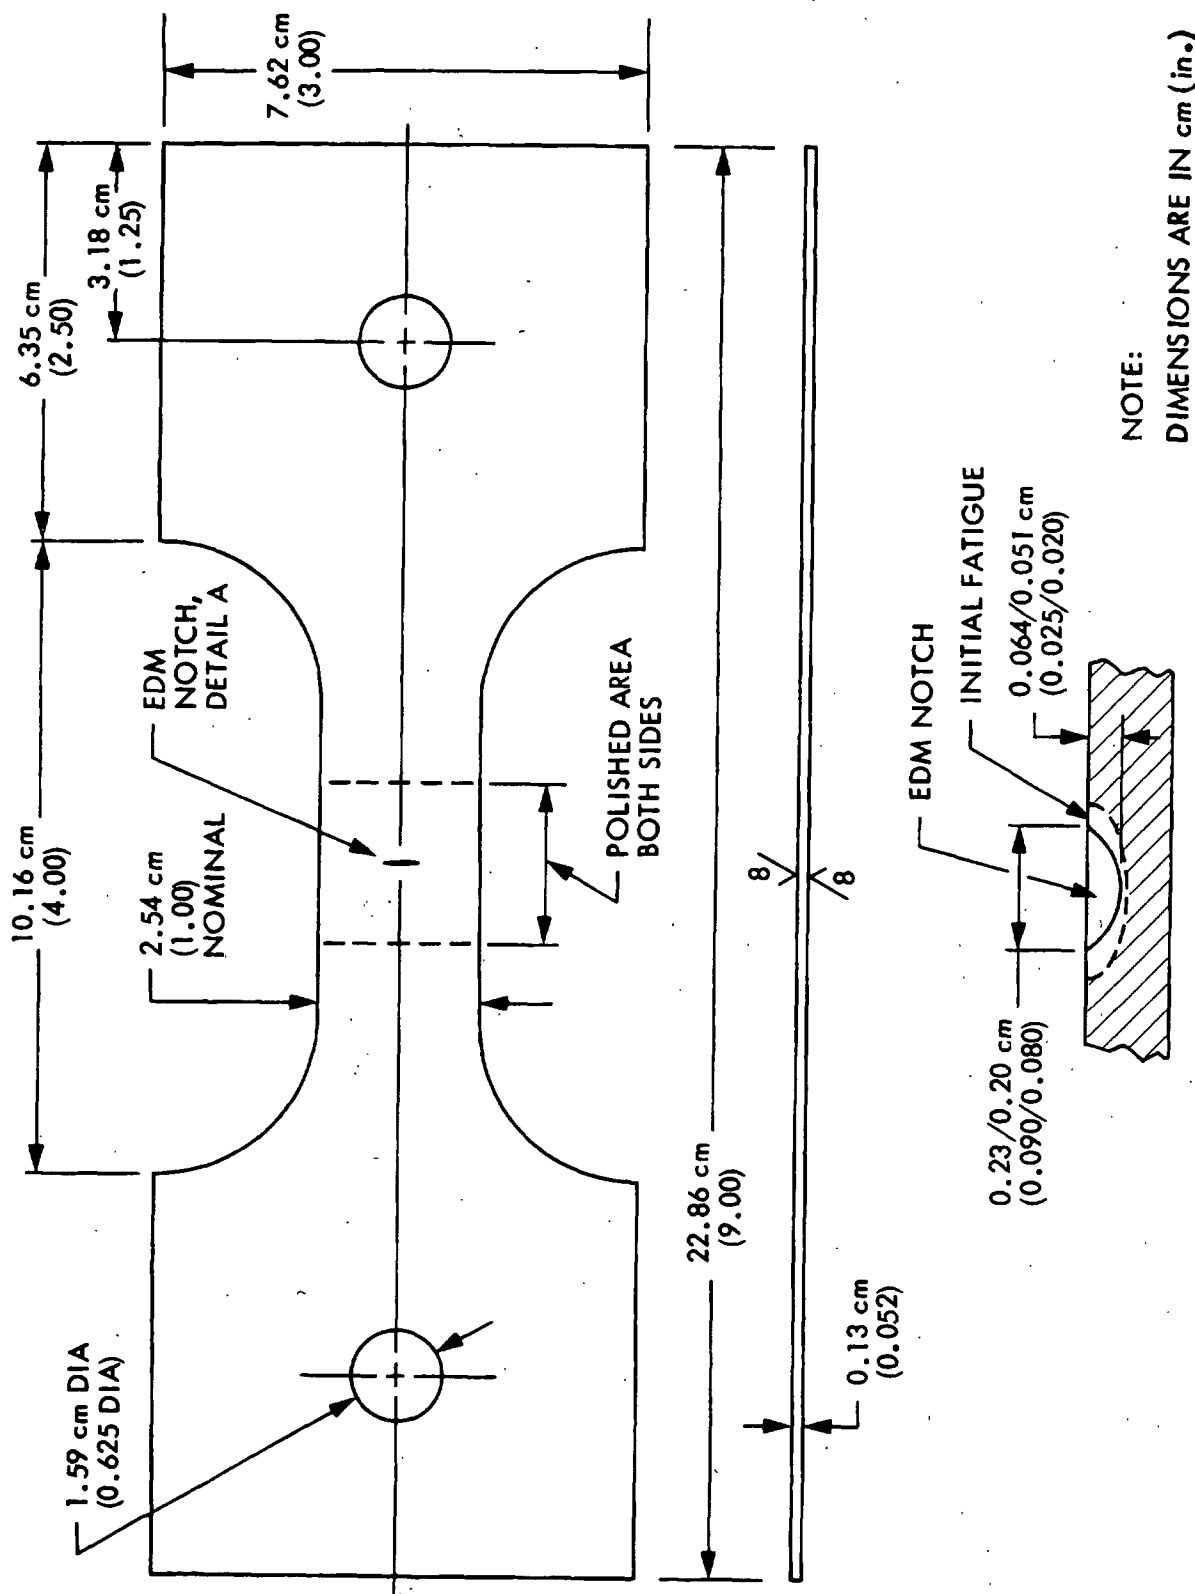 10.16 cm
(4.00)
6.35 cm
(2.50)
3.18 cm
(1.25)
7.62 cm
(3.00)
1.59 cm DIA
(0.625 DIA)
2.54 cm
(1.00)
NOMINAL
EDM
NOTCH,
DETAIL A
POLISHED AREA
BOTH SIDES
22.86 cm
(9.00)
0.13 cm
(0.052)
8
8
EDM NOTCH
INITIAL FATIGUE
0.23/0.20 cm
(0.090/0.080)
0.064/0.051 cm
(0.025/0.020)
NOTE:
DIMENSIONS ARE IN cm (in.)